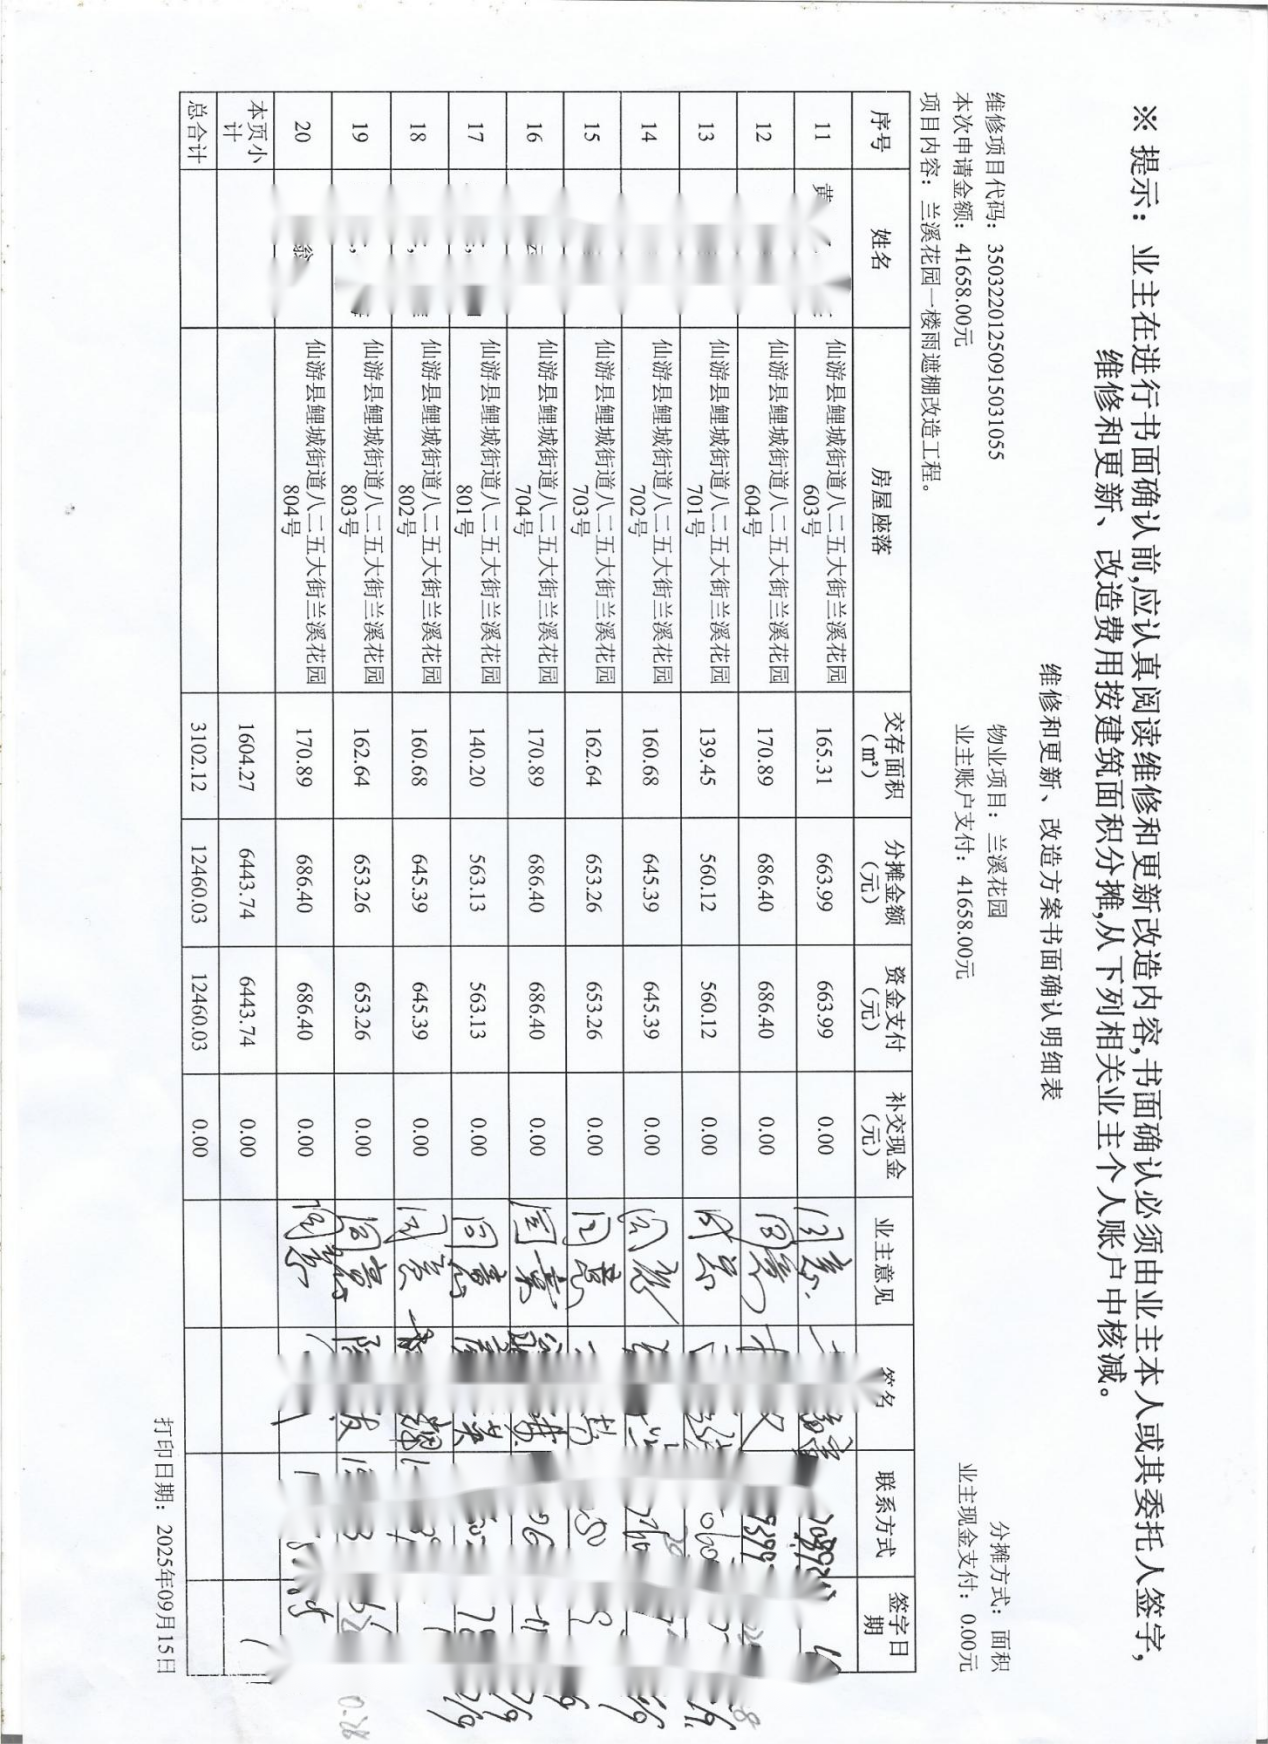 ※ 提示：业主在进行书面确认前,应认真阅读维修和更新改造内容,书面确认必须由业主本人或其委托人签字,
维修和更新、改造费用按建筑面积分摊,从下列相关业主个人账户中核减。
维修和更新、改造方案书面确认明细表
维修项目代码：3503220125091503105​5 物业项目：兰溪花园 分摊方式：面积
本次申请金额：41658.00元 业主账户支付：41658.00元 业主现金支付：0.00元
项目内容：兰溪花园一楼雨遮棚改造工程。
序号 姓名 房屋座落 交存面积（㎡） 分摊金额（元） 资金支付（元） 补交现金（元） 业主意见 签名 联系方式 签字日期
11 黄 仙游县鲤城街道八二五大街兰溪花园603号 165.31 663.99 663.99 0.00 同意
12 仙游县鲤城街道八二五大街兰溪花园604号 170.89 686.40 686.40 0.00 同意
13 仙游县鲤城街道八二五大街兰溪花园701号 139.45 560.12 560.12 0.00 同意
14 仙游县鲤城街道八二五大街兰溪花园702号 160.68 645.39 645.39 0.00 同意
15 仙游县鲤城街道八二五大街兰溪花园703号 162.64 653.26 653.26 0.00 同意
16 仙游县鲤城街道八二五大街兰溪花园704号 170.89 686.40 686.40 0.00 同意
17 仙游县鲤城街道八二五大街兰溪花园801号 140.20 563.13 563.13 0.00 同意
18 仙游县鲤城街道八二五大街兰溪花园802号 160.68 645.39 645.39 0.00 同意
19 仙游县鲤城街道八二五大街兰溪花园803号 162.64 653.26 653.26 0.00 同意
20 翁 仙游县鲤城街道八二五大街兰溪花园804号 170.89 686.40 686.40 0.00 同意
本页小计 1604.27 6443.74 6443.74 0.00
总合计 3102.12 12460.03 12460.03 0.00
打印日期：2025年09月15日